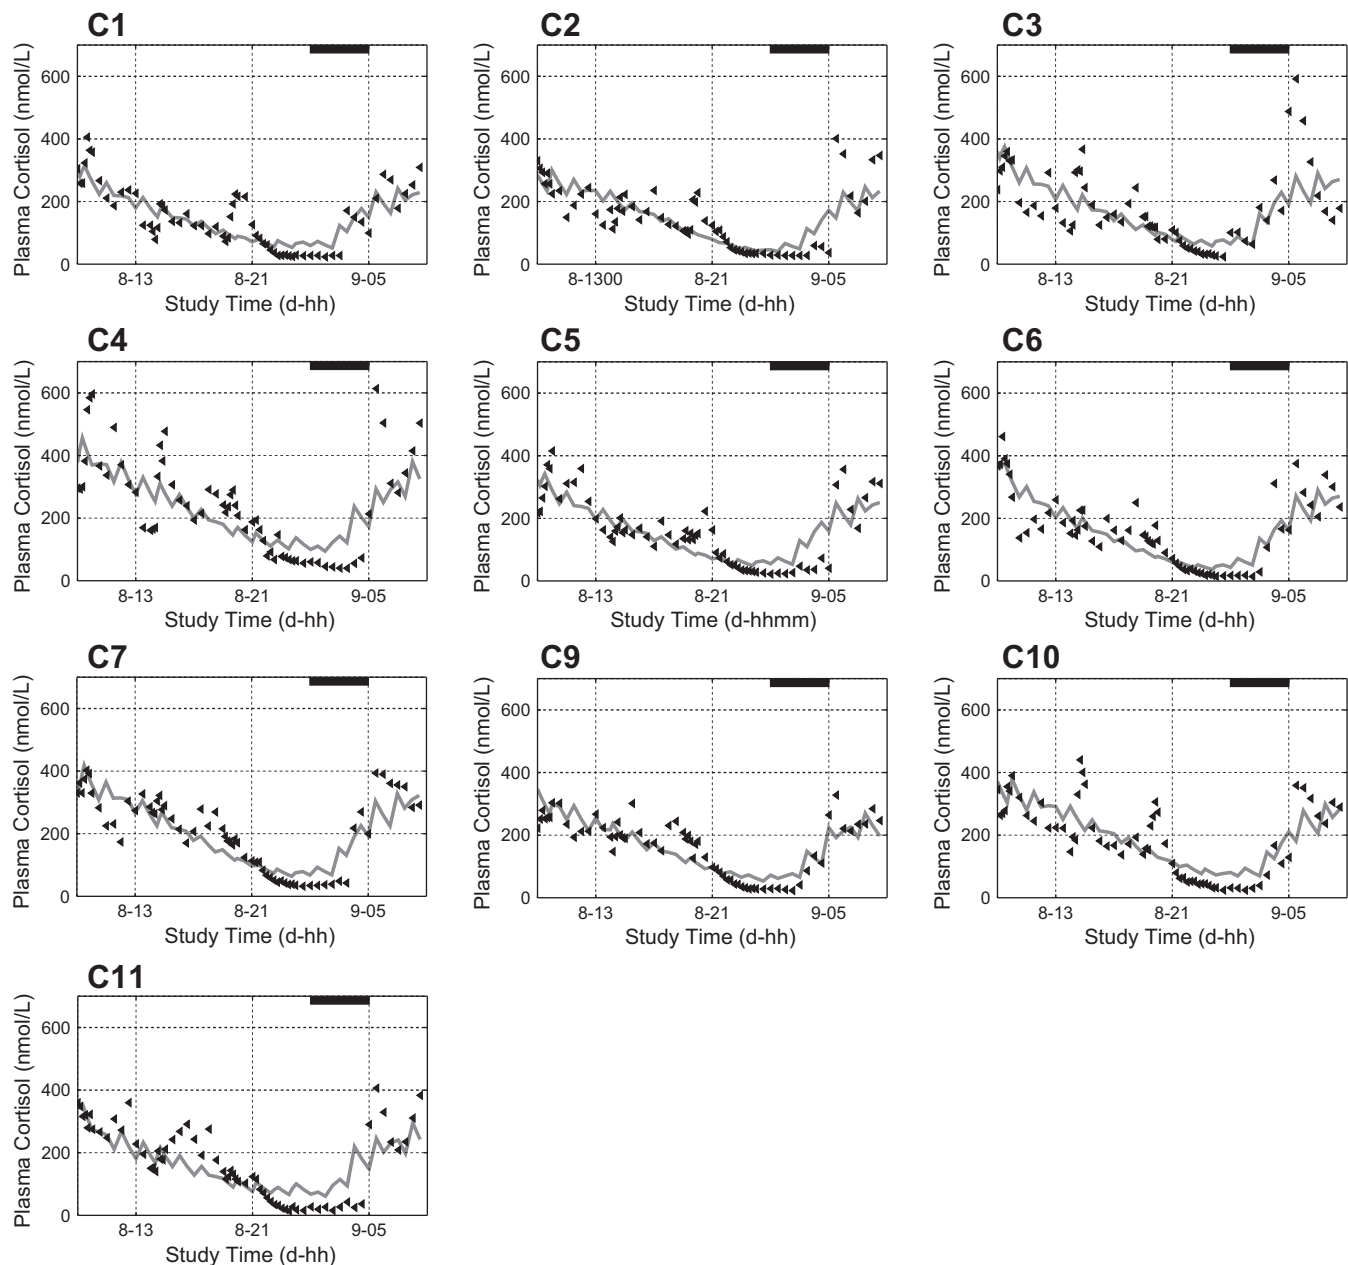 C1 C2 C3
Plasma Cortisol (nmol/L) 600 400 200 0 8-13 8-21 9-05 Study Time (d-hh)
Plasma Cortisol (nmol/L) 600 400 200 0 8-1300 8-21 9-05 Study Time (d-hh)
Plasma Cortisol (nmol/L) 600 400 200 0 8-13 8-21 9-05 Study Time (d-hh)
C4 C5 C6
Plasma Cortisol (nmol/L) 600 400 200 0 8-13 8-21 9-05 Study Time (d-hh)
Plasma Cortisol (nmol/L) 600 400 200 0 8-13 8-21 9-05 Study Time (d-hhmm)
Plasma Cortisol (nmol/L) 600 400 200 0 8-13 8-21 9-05 Study Time (d-hh)
C7 C9 C10
Plasma Cortisol (nmol/L) 600 400 200 0 8-13 8-21 9-05 Study Time (d-hh)
Plasma Cortisol (nmol/L) 600 400 200 0 8-13 8-21 9-05 Study Time (d-hh)
Plasma Cortisol (nmol/L) 600 400 200 0 8-13 8-21 9-05 Study Time (d-hh)
C11
Plasma Cortisol (nmol/L) 600 400 200 0 8-13 8-21 9-05 Study Time (d-hh)